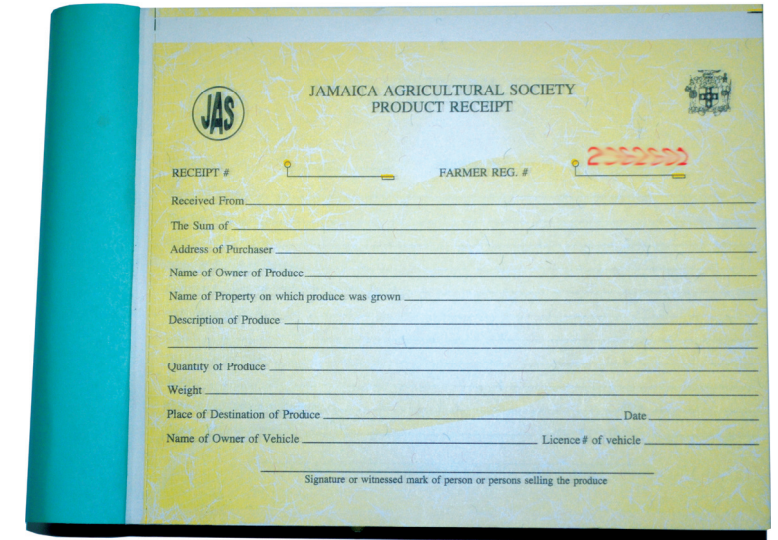 JAMAICA AGRICULTURAL SOCIETY
PRODUCT RECEIPT
JAS
RECEIPT #
FARMER REG. #
Received From
The Sum of
Address of Purchaser
Name of Owner of Produce
Name of Property on which produce was grown
Description of Produce
Quantity of Produce
Weight
Place of Destination of Produce Date
Name of Owner of Vehicle Licence# of vehicle
Signature or witnessed mark of person or persons selling the produce